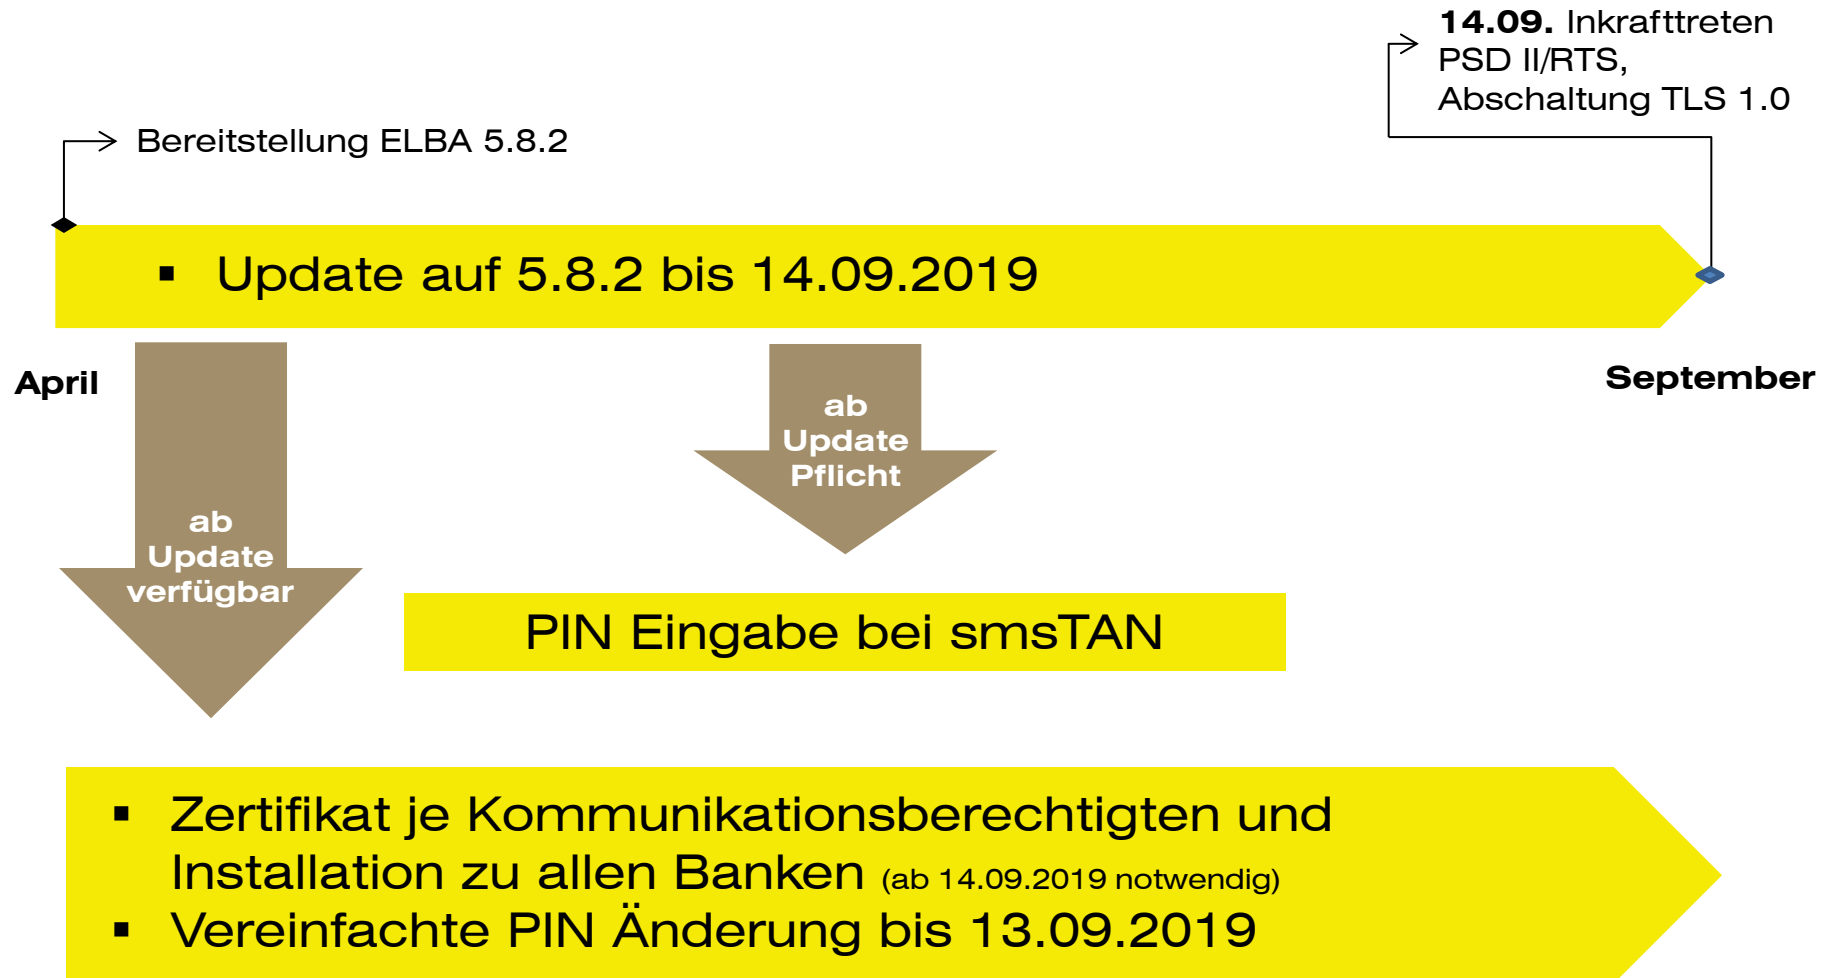 14.09. Inkrafttreten
PSD II/RTS,
Abschaltung TLS 1.0
Bereitstellung ELBA 5.8.2
▪ Update auf 5.8.2 bis 14.09.2019
April
September
ab
Update
Pflicht
ab
Update
verfügbar
PIN Eingabe bei smsTAN
▪ Zertifikat je Kommunikationsberechtigten und
Installation zu allen Banken (ab 14.09.2019 notwendig)
▪ Vereinfachte PIN Änderung bis 13.09.2019